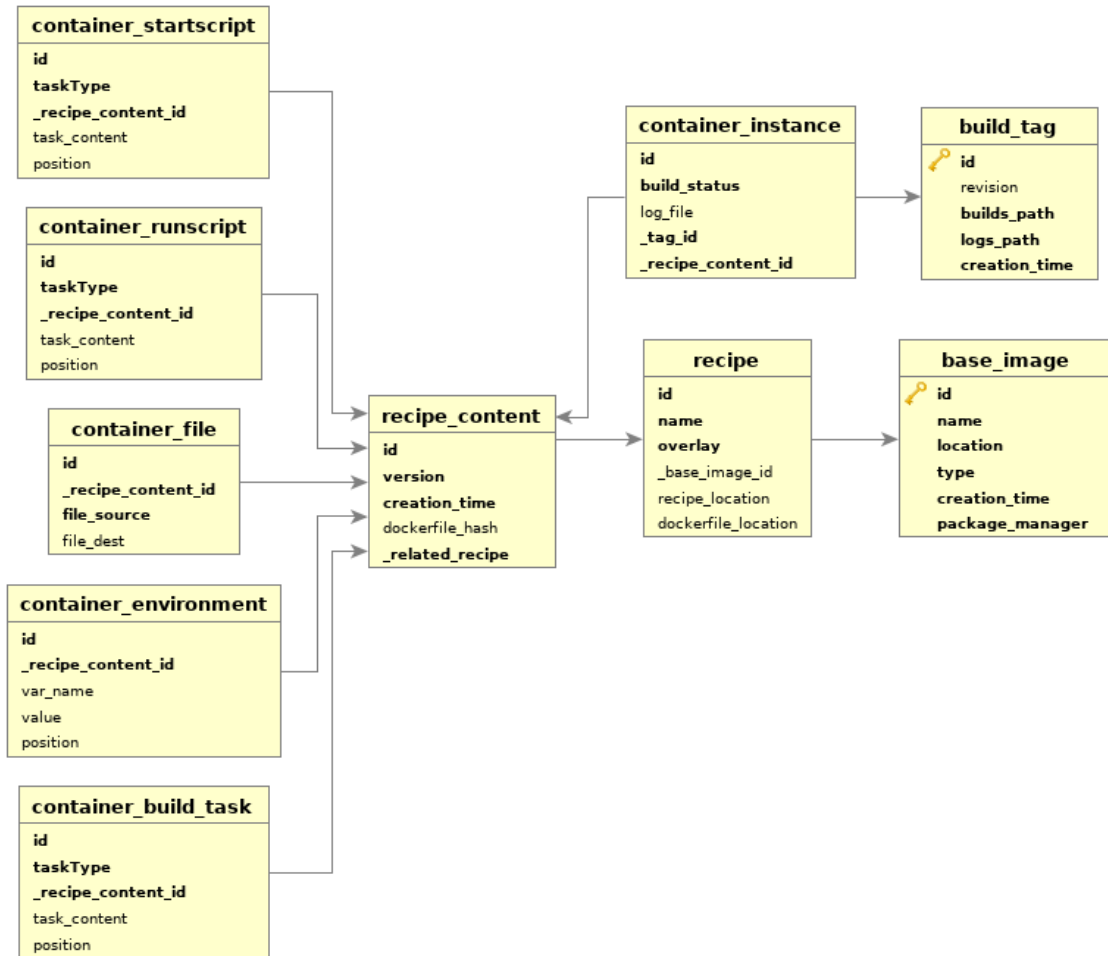 container_startscript
id
taskType
_recipe_content_id
task_content
position
container_runscript
id
taskType
_recipe_content_id
task_content
position
container_file
id
_recipe_content_id
file_source
file_dest
container_environment
id
_recipe_content_id
var_name
value
position
container_build_task
id
taskType
_recipe_content_id
task_content
position
recipe_content
id
version
creation_time
dockerfile_hash
_related_recipe
container_instance
id
build_status
log_file
_tag_id
_recipe_content_id
build_tag
id
revision
builds_path
logs_path
creation_time
recipe
id
name
overlay
_base_image_id
recipe_location
dockerfile_location
base_image
id
name
location
type
creation_time
package_manager